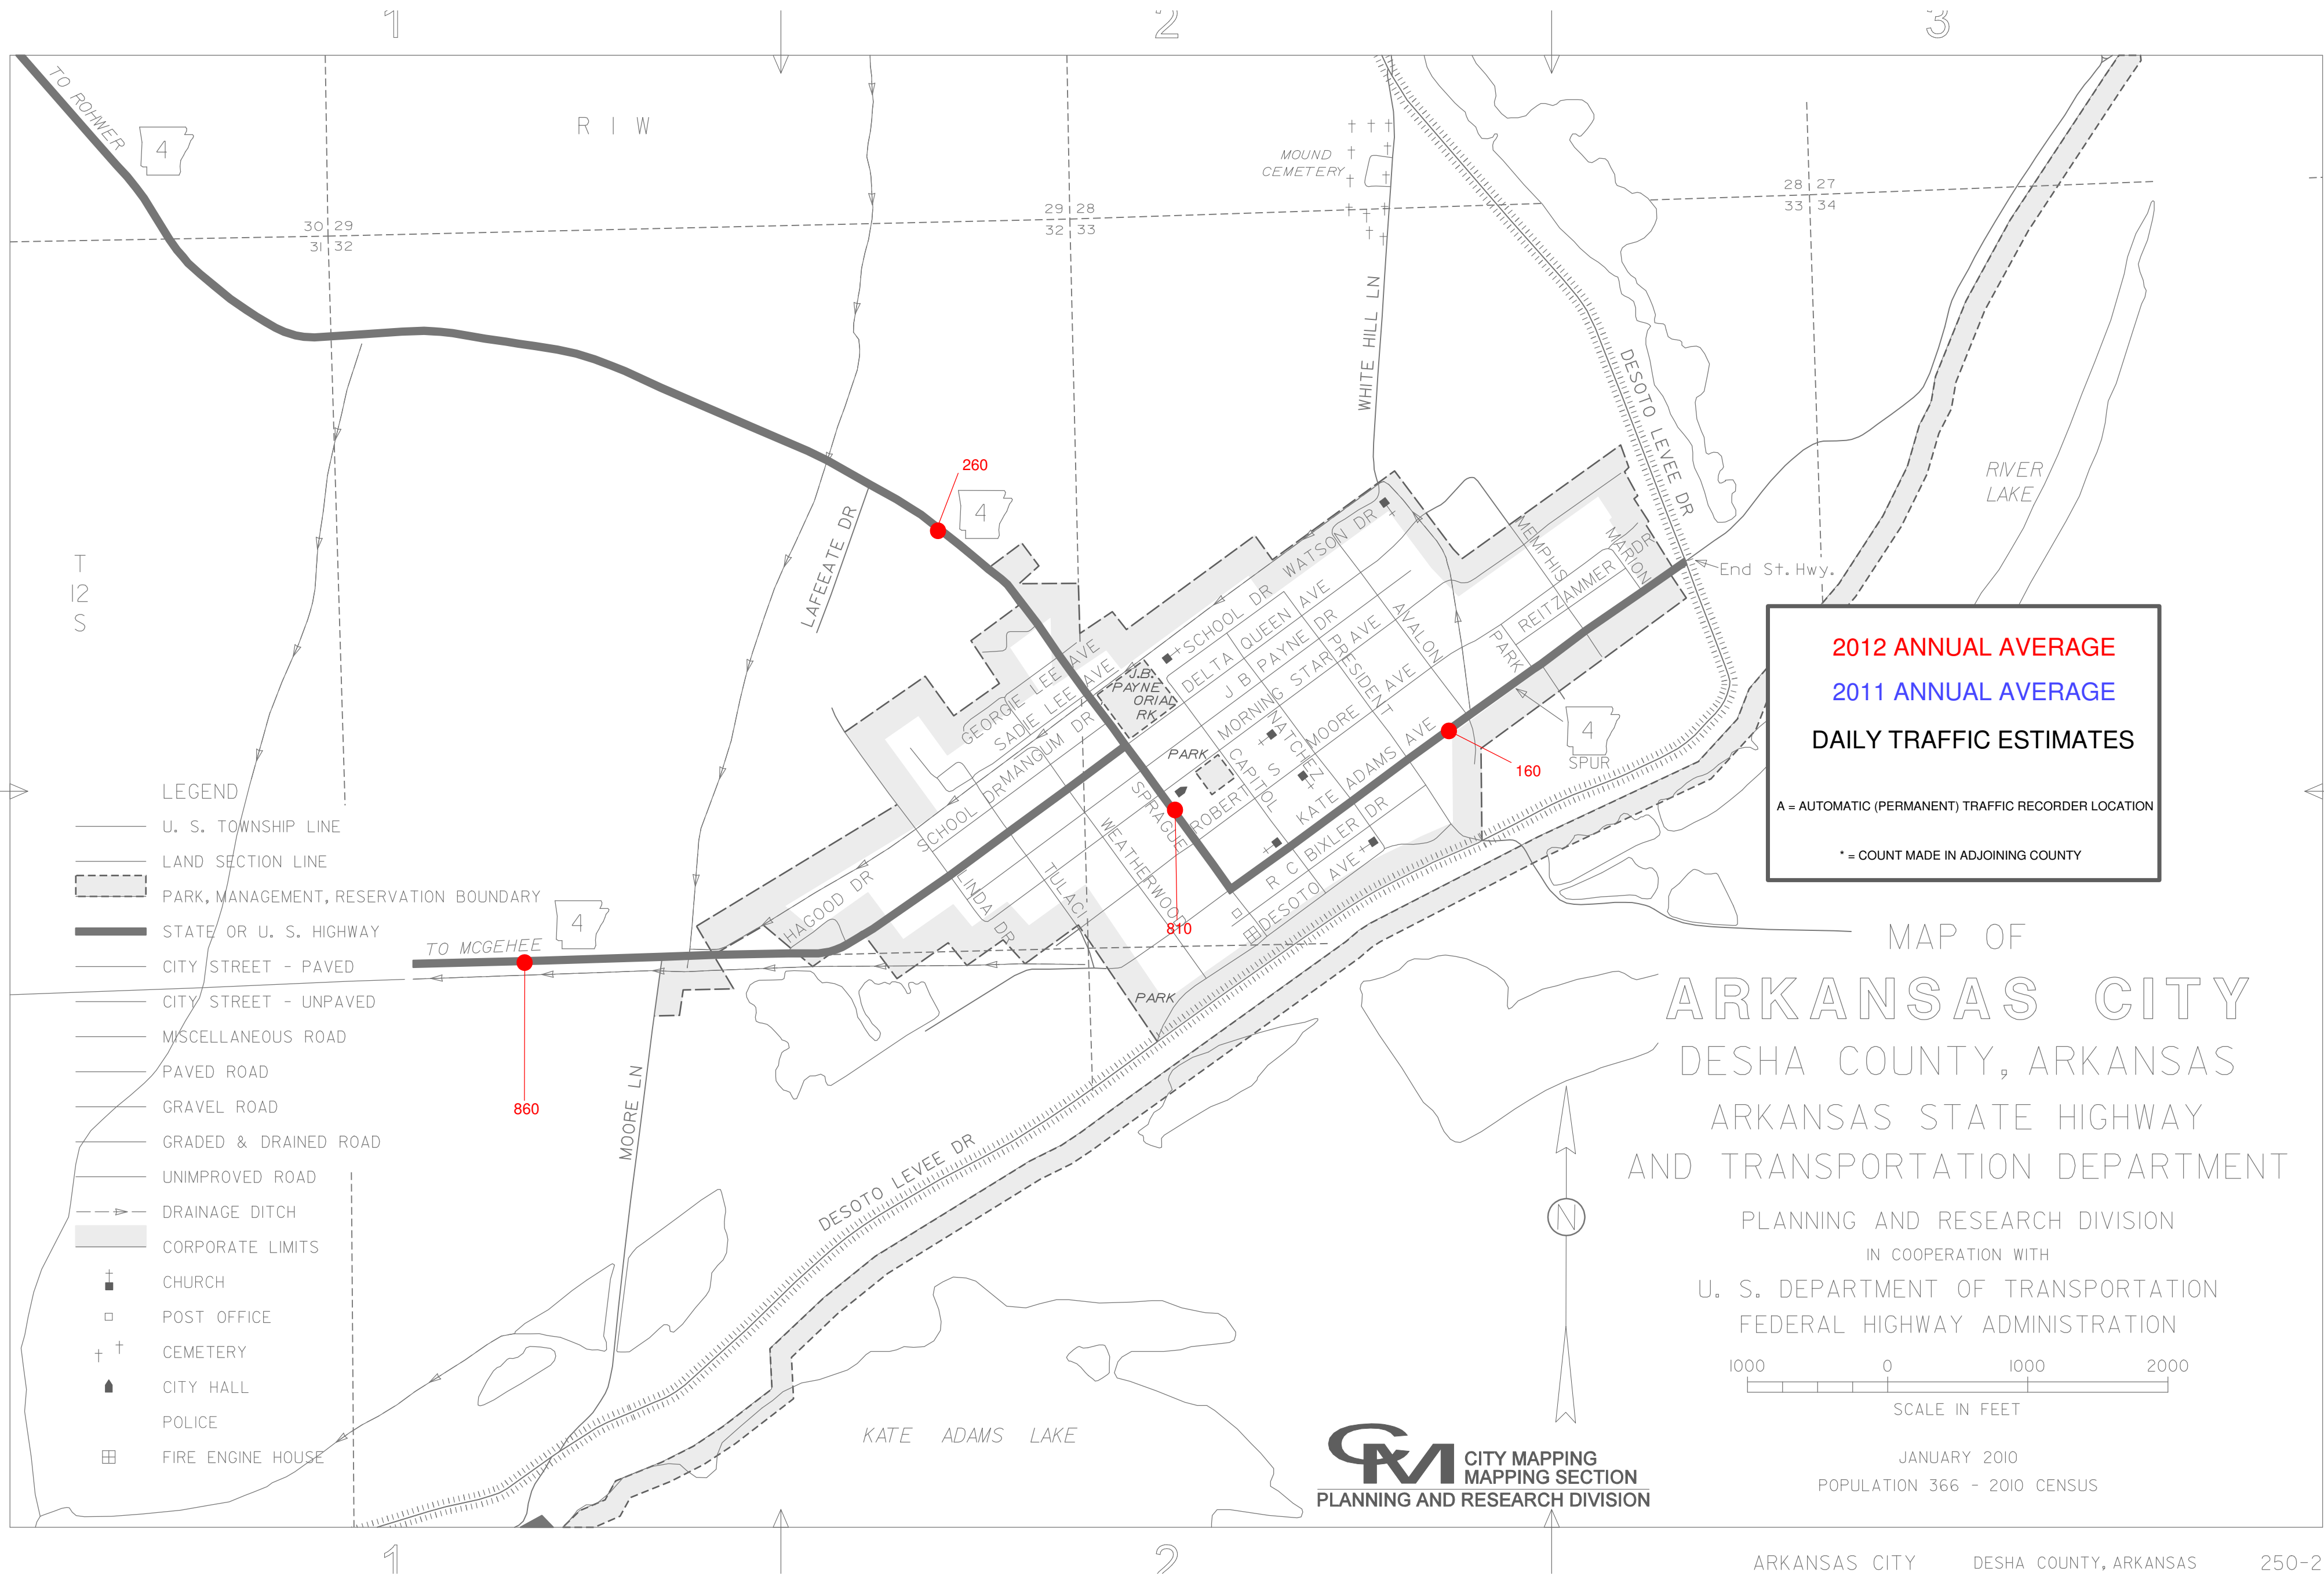 1
2
3
TO ROHWER
4
R I W
MOUND
CEMETERY
30 29
31 32
29 28
32 33
28 27
33 34
T
12
S
WHITE HILL LN
DESOTO LEVEE DR
RIVER
LAKE
260
4
LAFEEATE DR
End St. Hwy.
WATSON DR
SCHOOL DR
DELTA QUEEN AVE
J B PAYNE DR
MORNING STAR AVE
MOORE AVE
ROBERT S
KATE ADAMS AVE
R C BIXLER DR
DESOTO AVE
MEMPHIS
MARION
DR
REITZAMMER
PARK
AVALON
PRESIDENT
NATCHEZ
CAPITOL
SPRAGUE
WEATHERWOOD
TULACI
LINDA DR
GEORGIE LEE AVE
SADIE LEE AVE
MANGUM DR
SCHOOL DR
HAGOOD DR
J.B.
PAYNE
ORIAL
RK
PARK
PARK
4
SPUR
160
810
860
4
TO MCGEHEE
MOORE LN
DESOTO LEVEE DR
KATE ADAMS LAKE
LEGEND
U. S. TOWNSHIP LINE
LAND SECTION LINE
PARK, MANAGEMENT, RESERVATION BOUNDARY
STATE OR U. S. HIGHWAY
CITY STREET - PAVED
CITY STREET - UNPAVED
MISCELLANEOUS ROAD
PAVED ROAD
GRAVEL ROAD
GRADED & DRAINED ROAD
UNIMPROVED ROAD
DRAINAGE DITCH
CORPORATE LIMITS
CHURCH
POST OFFICE
CEMETERY
CITY HALL
POLICE
FIRE ENGINE HOUSE
2012 ANNUAL AVERAGE
2011 ANNUAL AVERAGE
DAILY TRAFFIC ESTIMATES
A = AUTOMATIC (PERMANENT) TRAFFIC RECORDER LOCATION
* = COUNT MADE IN ADJOINING COUNTY
MAP OF
ARKANSAS CITY
DESHA COUNTY, ARKANSAS
ARKANSAS STATE HIGHWAY
AND TRANSPORTATION DEPARTMENT
PLANNING AND RESEARCH DIVISION
IN COOPERATION WITH
U. S. DEPARTMENT OF TRANSPORTATION
FEDERAL HIGHWAY ADMINISTRATION
1000 0 1000 2000
SCALE IN FEET
JANUARY 2010
POPULATION 366 - 2010 CENSUS
N
CM
CITY MAPPING
MAPPING SECTION
PLANNING AND RESEARCH DIVISION
1
2
ARKANSAS CITY DESHA COUNTY, ARKANSAS 250-2